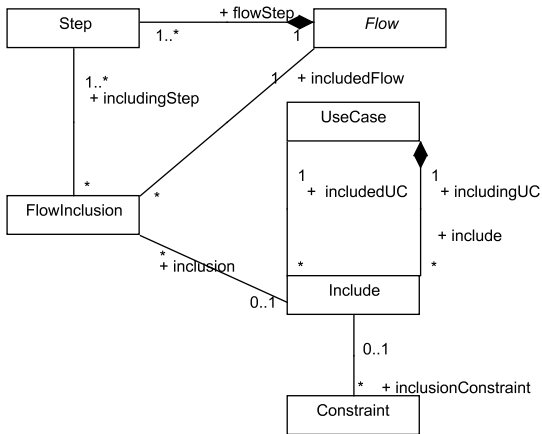 + flowStep
Step
Flow
1..*
1
1..*
+ includingStep
1
+ includedFlow
UseCase
1
+ includedUC
1
+ includingUC
*
*
FlowInclusion
+ include
*
+ inclusion
*
*
Include
0..1
0..1
*
+ inclusionConstraint
Constraint